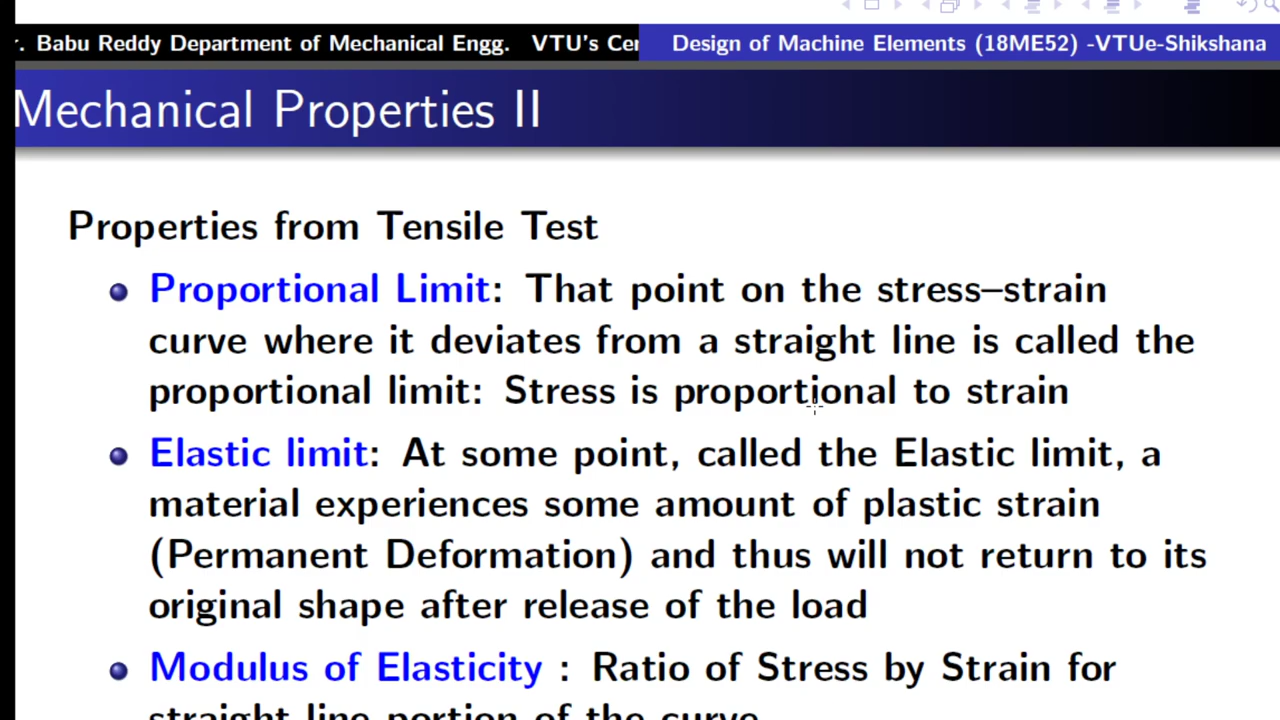 r. Babu Reddy Department of Mechanical Engg. VTU's Cen Design of Machine Elements (18ME52) -VTUe-Shikshana
Mechanical Properties II
Properties from Tensile Test
Proportional Limit: That point on the stress–strain
curve where it deviates from a straight line is called the
proportional limit: Stress is proportional to strain
Elastic limit: At some point, called the Elastic limit, a
material experiences some amount of plastic strain
(Permanent Deformation) and thus will not return to its
original shape after release of the load
Modulus of Elasticity : Ratio of Stress by Strain for
straight line portion of the curve